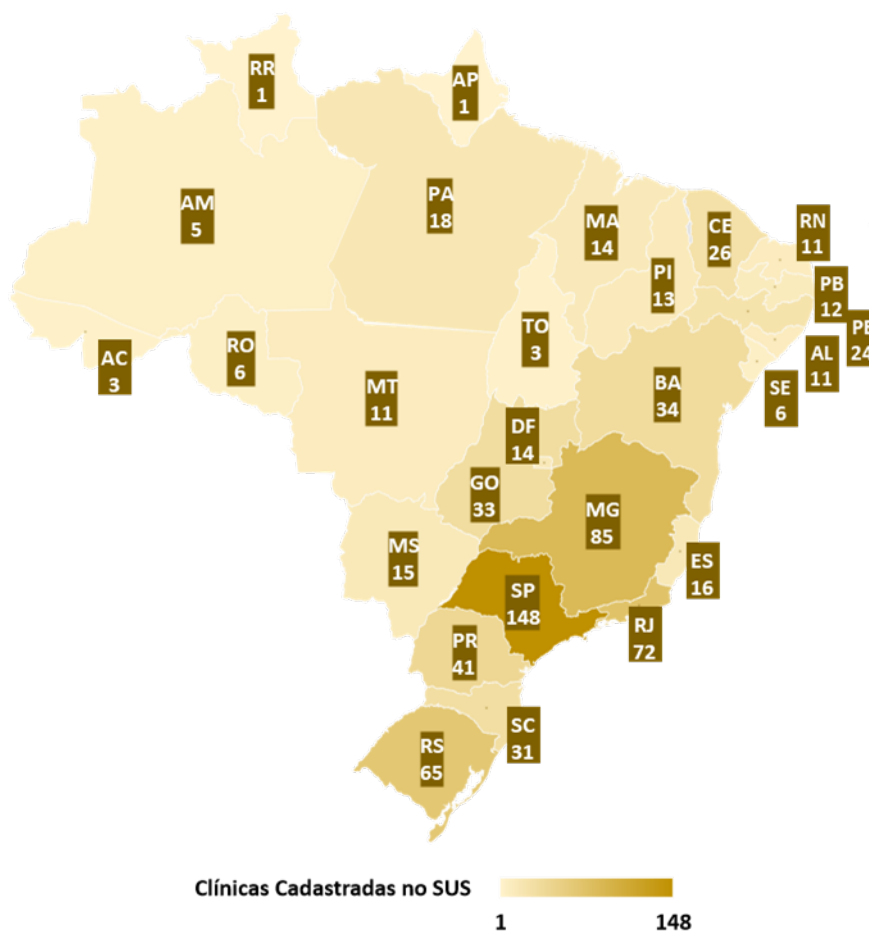 RR
1
AP
1
AM
5
PA
18
MA
14
CE
26
RN
11
PI
13
PB
12
PE
24
TO
3
AL
11
AC
3
RO
6
MT
11
BA
34
SE
6
DF
14
GO
33
MG
85
MS
15
ES
16
SP
148
RJ
72
PR
41
SC
31
RS
65
Clínicas Cadastradas no SUS
1 148